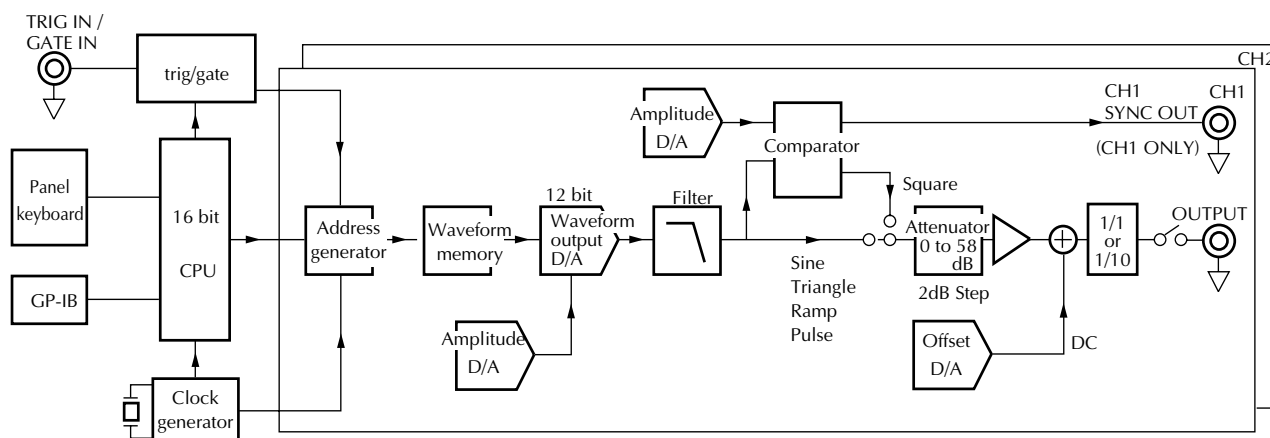 TRIG IN /
GATE IN
trig/gate
CH2
Panel
keyboard
16 bit
CPU
GP-IB
Clock
generator
Address
generator
Waveform
memory
12 bit
Waveform
output
D/A
Amplitude
D/A
Filter
Amplitude
D/A
Comparator
CH1
SYNC OUT
(CH1 ONLY)
CH1
Square
Sine
Triangle
Ramp
Pulse
Attenuator
0 to 58
dB
2dB Step
Offset
D/A
DC
1/1
or
1/10
OUTPUT